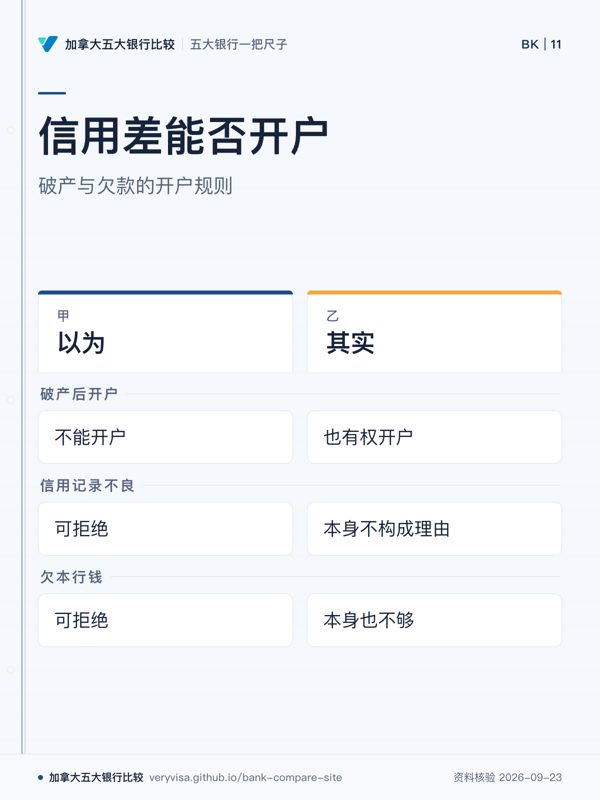 加拿大五大银行比较 五大银行一把尺子 BK 11
信用差能否开户
破产与欠款的开户规则
甲 乙
以为 其实
破产后开户
不能开户 也有权开户
信用记录不良
可拒绝 本身不构成理由
欠本行钱
可拒绝 本身也不够
加拿大五大银行比较 veryvisa.github.io/bank-compare-site 资料核验 2026-09-23